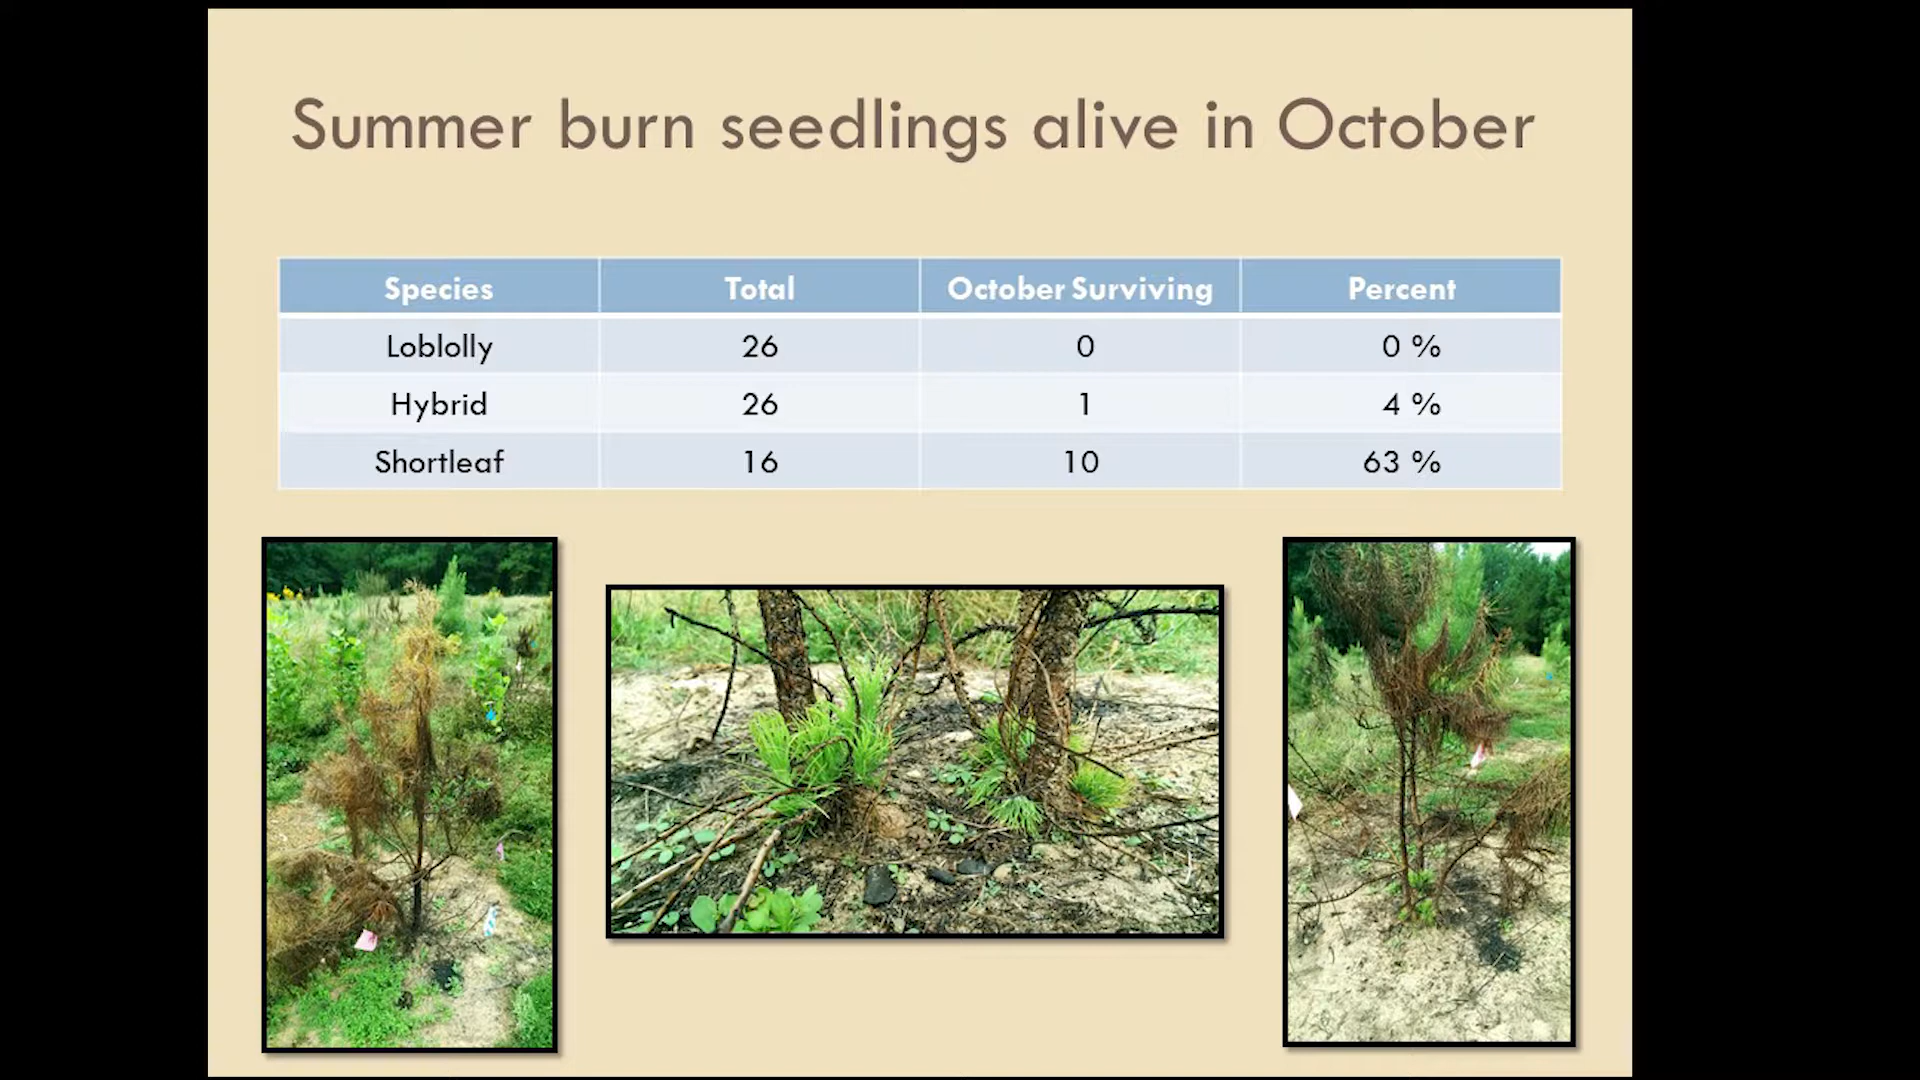 Summer burn seedlings alive in October
Species Total October Surviving Percent
Loblolly 26 0 0 %
Hybrid 26 1 4 %
Shortleaf 16 10 63 %